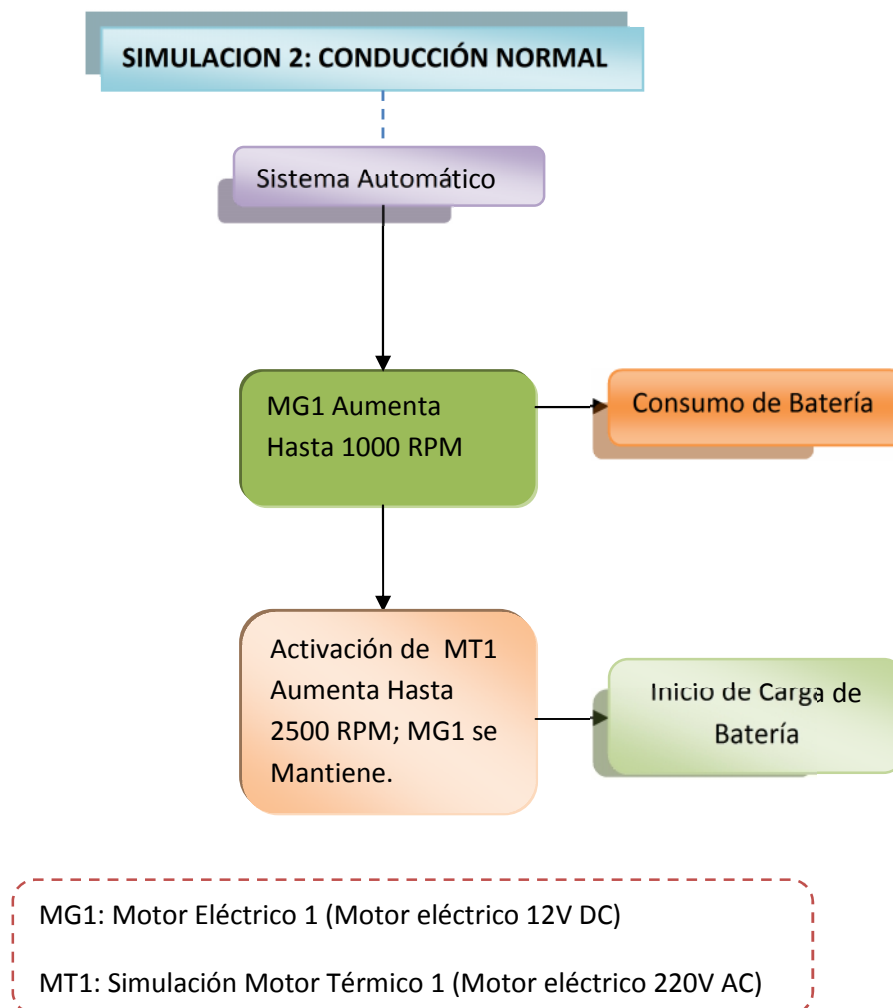 SIMULACION 2: CONDUCCIÓN NORMAL
Sistema Automático
MG1 Aumenta
Hasta 1000 RPM
Consumo de Batería
Activación de MT1
Aumenta Hasta
2500 RPM; MG1 se
Mantiene.
Inicio de Carga de
Batería
MG1: Motor Eléctrico 1 (Motor eléctrico 12V DC)
MT1: Simulación Motor Térmico 1 (Motor eléctrico 220V AC)